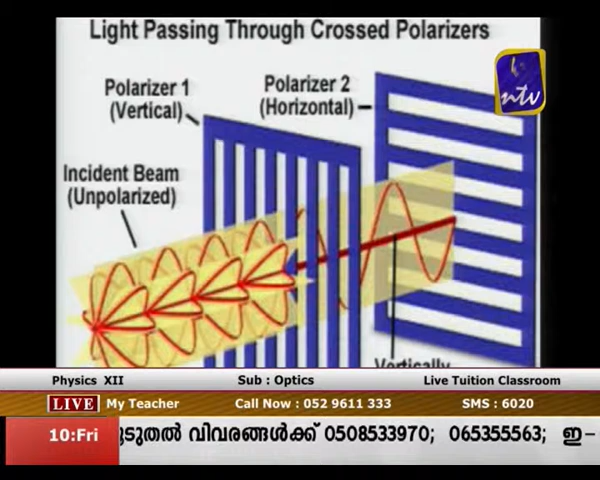 Light Passing Through Crossed Polarizers
ntv
Polarizer 1
(Vertical)
Polarizer 2
(Horizontal)
Incident Beam
(Unpolarized)
Vertically
Physics XII Sub : Optics Live Tuition Classroom
LIVE My Teacher Call Now : 052 9611 333 SMS : 6020
10:Fri വിവരങ്ങൾക്ക് 0508533970; 065355563; ഇ-